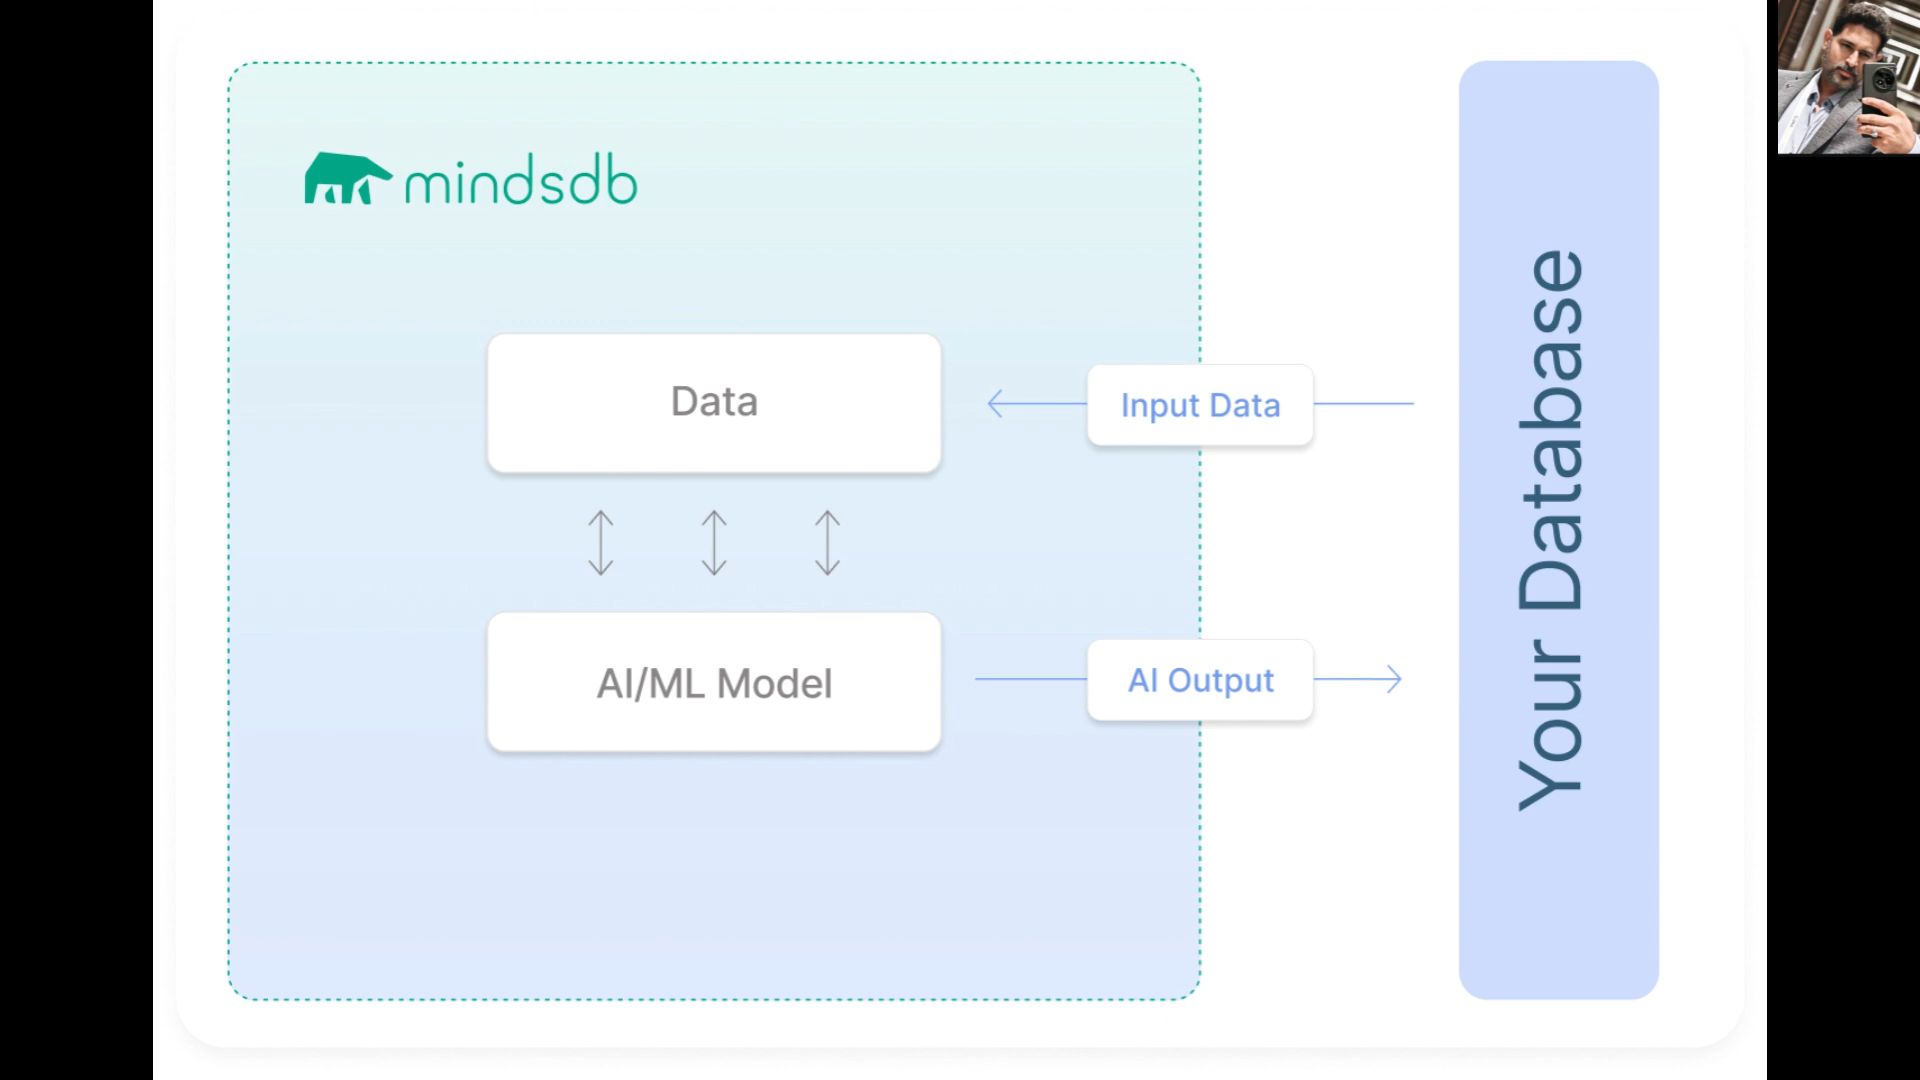 mindsdb
Data
Input Data
AI/ML Model
AI Output
Your Database